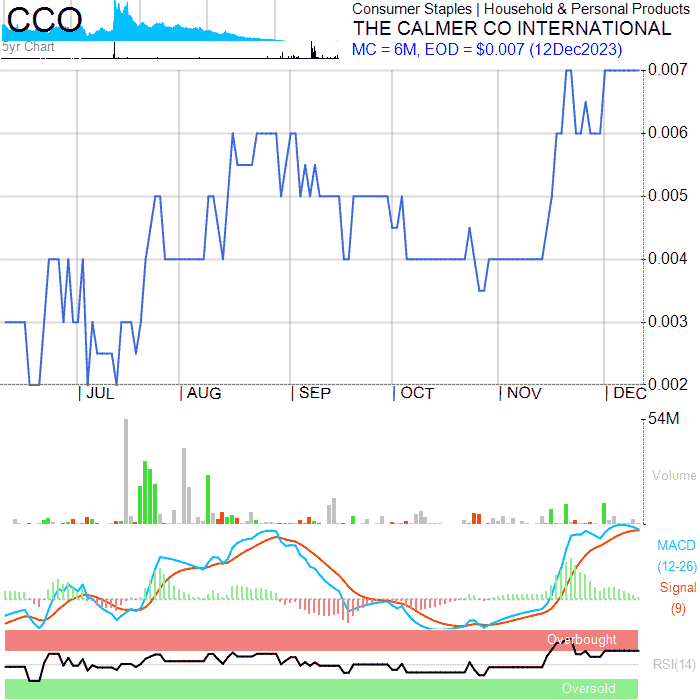 CCO
5yr Chart
Consumer Staples | Household & Personal Products
THE CALMER CO INTERNATIONAL
MC = 6M, EOD = $0.007 (12Dec2023)
0.007
0.006
0.005
0.004
0.003
0.002
JUL AUG SEP OCT NOV DEC
54M
Volume
MACD
(12-26)
Signal
(9)
Overbought
RSI(14)
Oversold